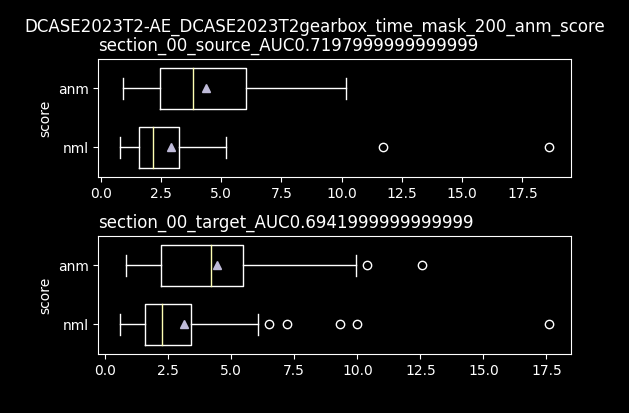 DCASE2023T2-AE_DCASE2023T2gearbox_time_mask_200_anm_score
section_00_source_AUC0.7197999999999999
anm
nml
score
0.0 2.5 5.0 7.5 10.0 12.5 15.0 17.5
section_00_target_AUC0.6941999999999999
anm
nml
score
0.0 2.5 5.0 7.5 10.0 12.5 15.0 17.5